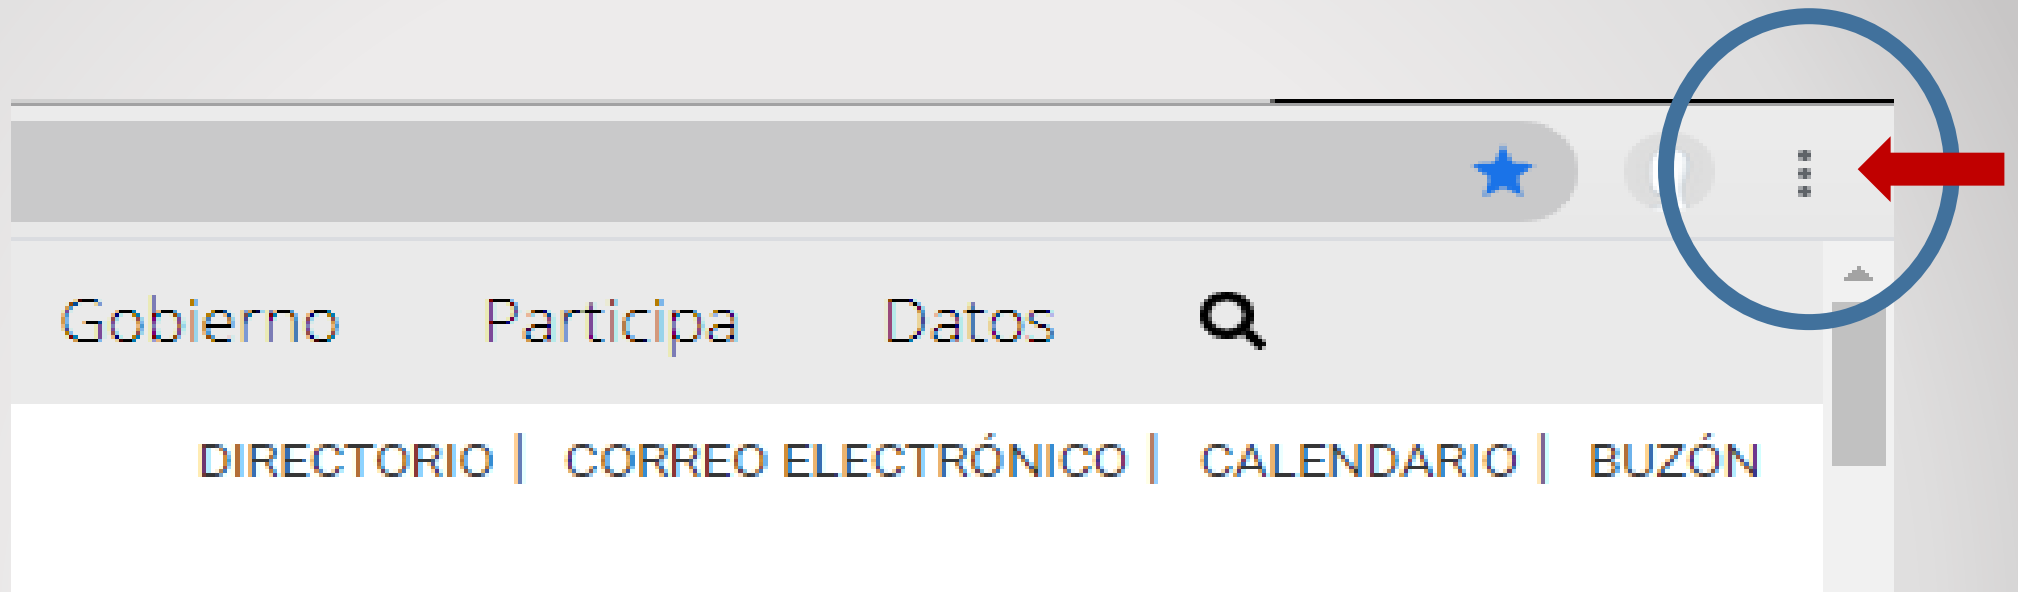 Gobierno Participa Datos
DIRECTORIO | CORREO ELECTRÓNICO | CALENDARIO | BUZÓN